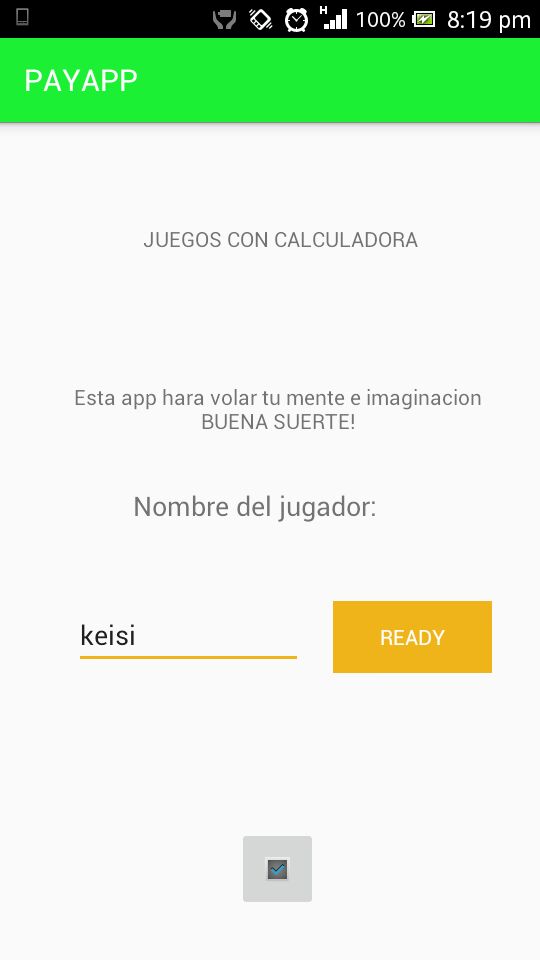 H
100%
8:19 pm
PAYAPP
JUEGOS CON CALCULADORA
Esta app hara volar tu mente e imaginacion
BUENA SUERTE!
Nombre del jugador:
keisi
READY